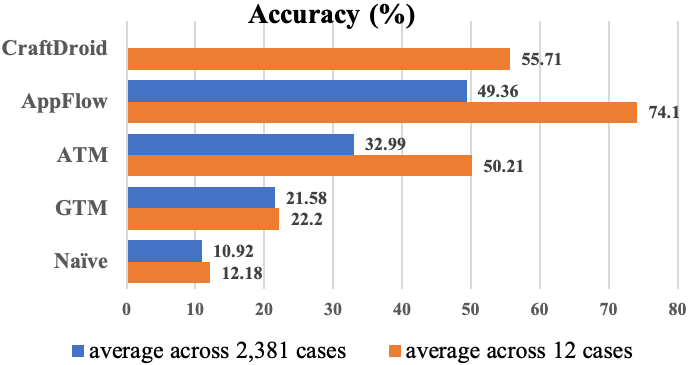 Accuracy (%)
CraftDroid
55.71
AppFlow
49.36
74.1
ATM
32.99
50.21
GTM
21.58
22.2
Naïve
10.92
12.18
0 10 20 30 40 50 60 70 80
average across 2,381 cases average across 12 cases